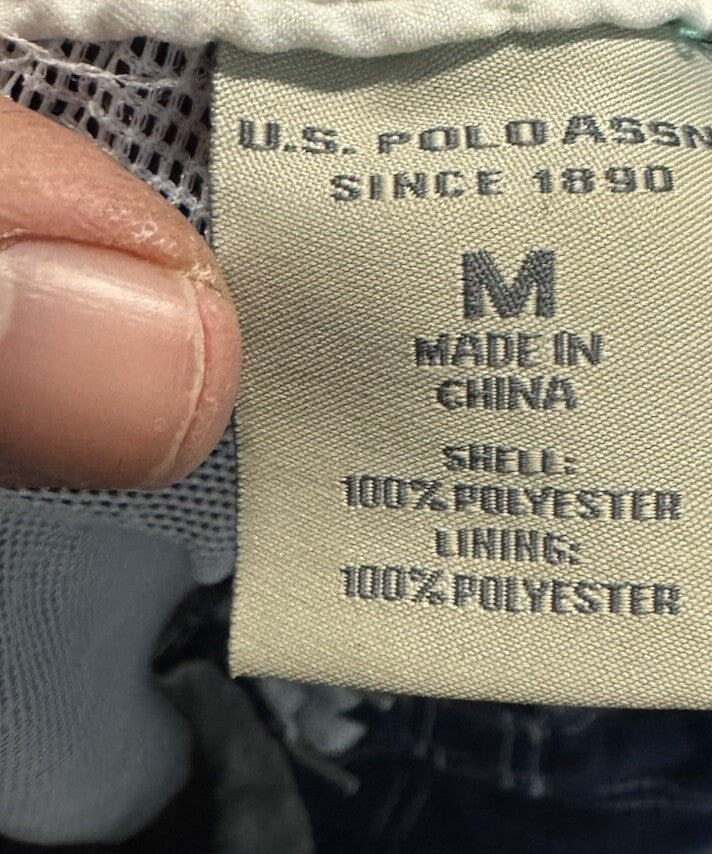 U.S. POLO ASSN
SINCE 1890
M
MADE IN
CHINA
SHELL:
100% POLYESTER
LINING:
100% POLYESTER